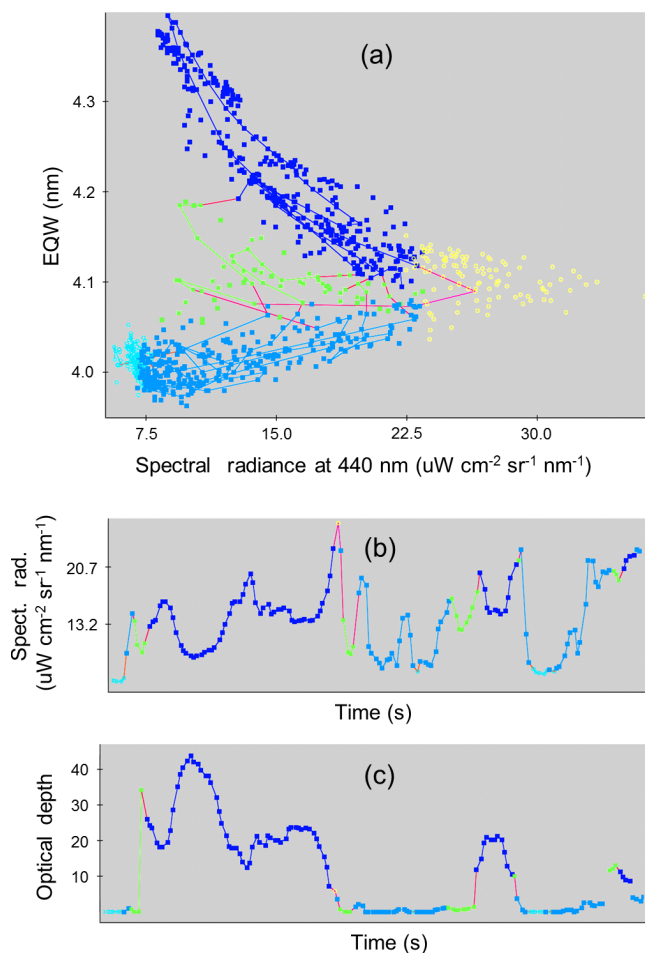 (a)
4.3
4.2
4.1
4.0
EQW (nm)
7.5 15.0 22.5 30.0
Spectral radiance at 440 nm (uW cm⁻² sr⁻¹ nm⁻¹)
(b)
20.7
13.2
Spect. rad.
(uW cm⁻² sr⁻¹ nm⁻¹)
Time (s)
(c)
40
30
20
10
Optical depth
Time (s)